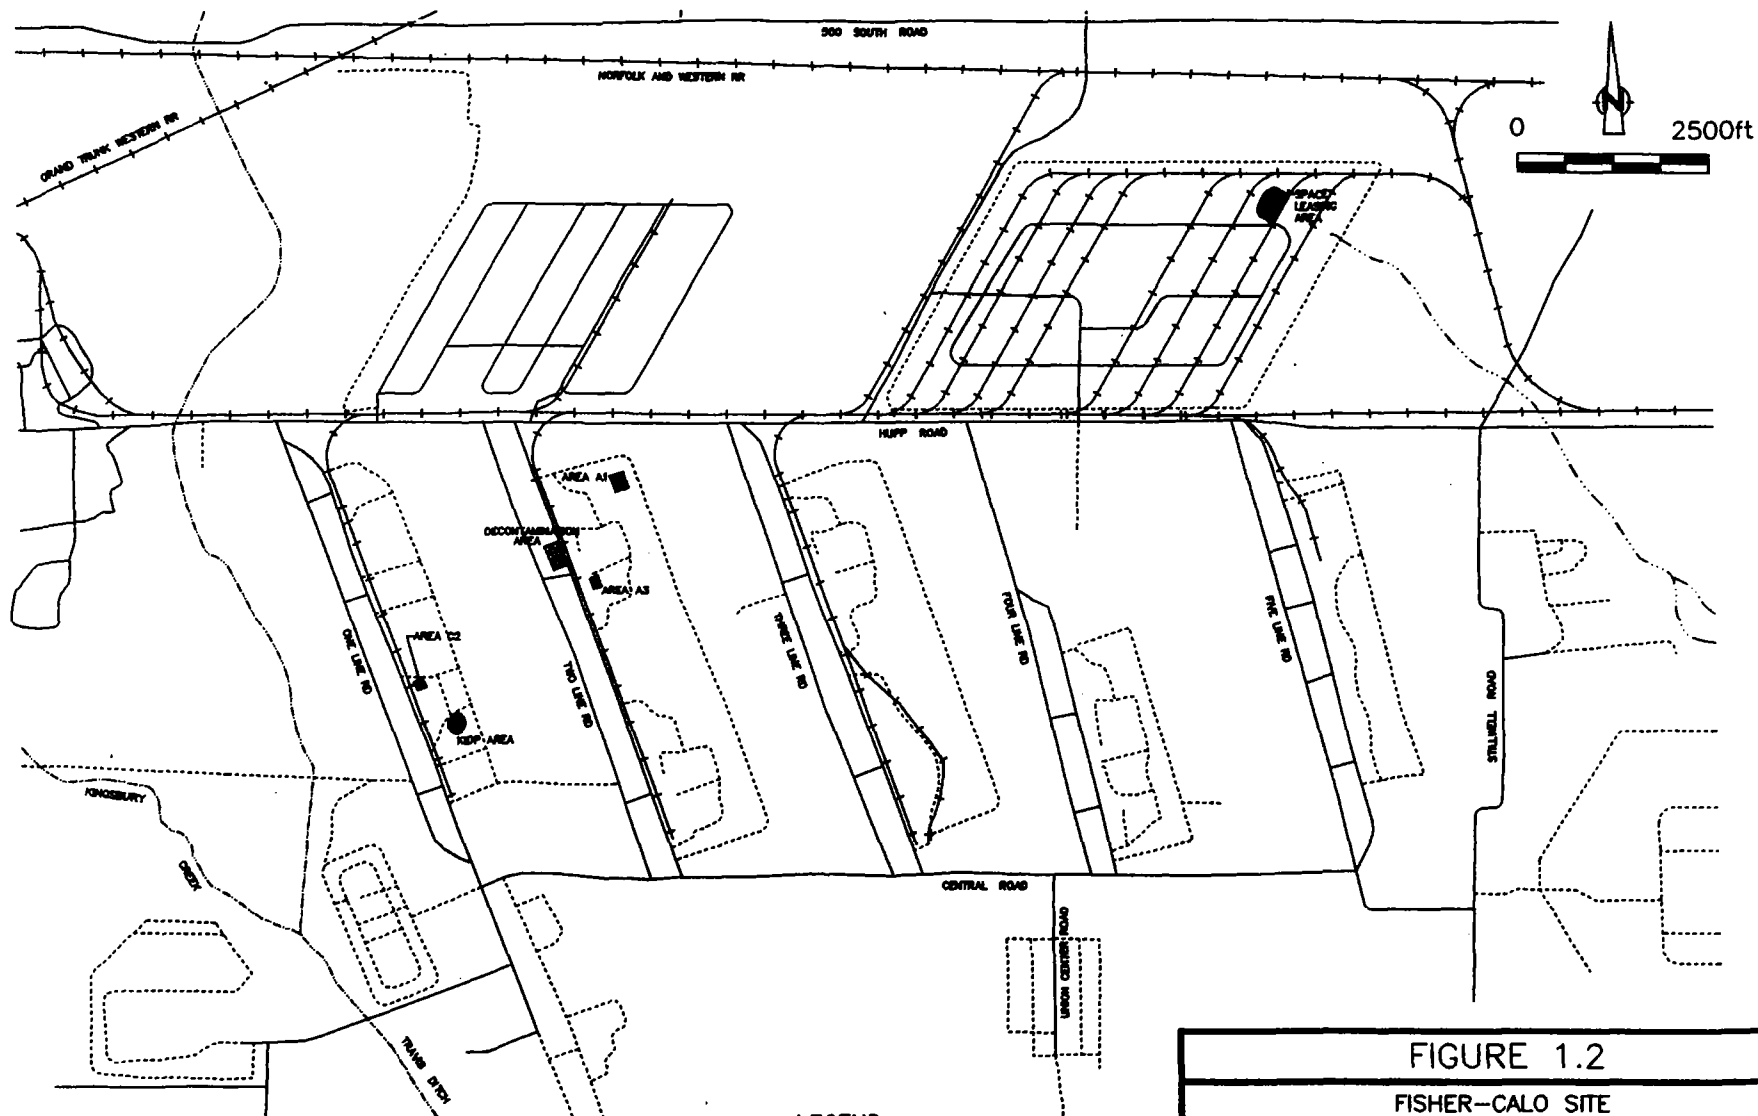 500 SOUTH ROAD
NORFOLK AND WESTERN RR
GRAND TRUNK WESTERN RR
N
0 2500ft
SPACE
LEASING
AREA
HUPP ROAD
AREA A1
DECONTAMINATION
AREA
AREA A3
AREA C2
KIDP AREA
ONE LINE RD
TWO LINE RD
THREE LINE RD
FOUR LINE RD
FIVE LINE RD
STILLWELL ROAD
KINGSBURY
CREEK
TRAVIS DITCH
CENTRAL ROAD
UNION CENTER ROAD
FIGURE 1.2
FISHER-CALO SITE